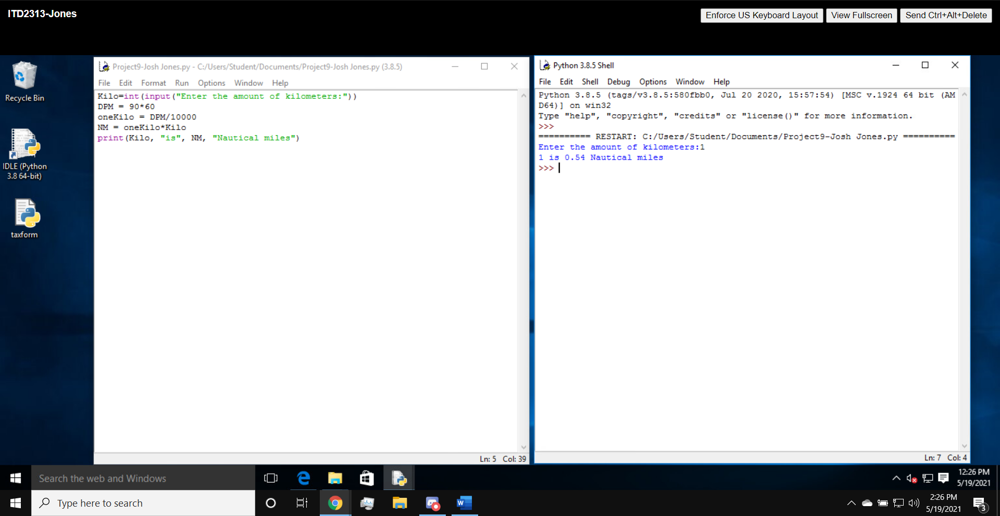 ITD2313-Jones
Enforce US Keyboard Layout
View Fullscreen
Send Ctrl+Alt+Delete
Recycle Bin
IDLE (Python
3.8 64-bit)
taxform
Project9-Josh Jones.py - C:/Users/Student/Documents/Project9-Josh Jones.py (3.8.5)
File Edit Format Run Options Window Help
Kilo=int(input("Enter the amount of kilometers:"))
DPM = 90*60
oneKilo = DPM/10000
NM = oneKilo*Kilo
print(Kilo, "is", NM, "Nautical miles")
Ln: 5 Col: 39
Python 3.8.5 Shell
File Edit Shell Debug Options Window Help
Python 3.8.5 (tags/v3.8.5:580fbb0, Jul 20 2020, 15:57:54) [MSC v.1924 64 bit (AM
D64)] on win32
Type "help", "copyright", "credits" or "license()" for more information.
>>>
========== RESTART: C:/Users/Student/Documents/Project9-Josh Jones.py ==========
Enter the amount of kilometers:1
1 is 0.54 Nautical miles
>>>
Ln: 7 Col: 4
Search the web and Windows
12:26 PM
5/19/2021
Type here to search
2:26 PM
5/19/2021
3